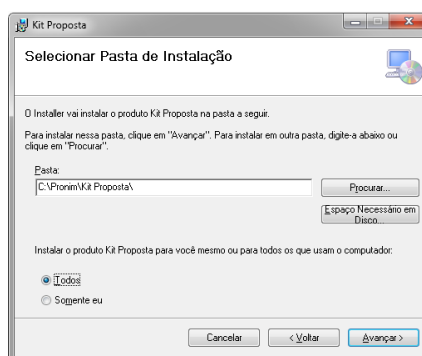 Kit Proposta
Selecionar Pasta de Instalação
O Installer vai instalar o produto Kit Proposta na pasta a seguir.
Para instalar nessa pasta, clique em "Avançar". Para instalar em outra pasta, digite-a abaixo ou
clique em "Procurar".
Pasta:
C:\Pronim\Kit Proposta\
Procurar...
Espaço Necessário em
Disco...
Instalar o produto Kit Proposta para você mesmo ou para todos os que usam o computador:
Todos
Somente eu
Cancelar
< Voltar
Avançar >